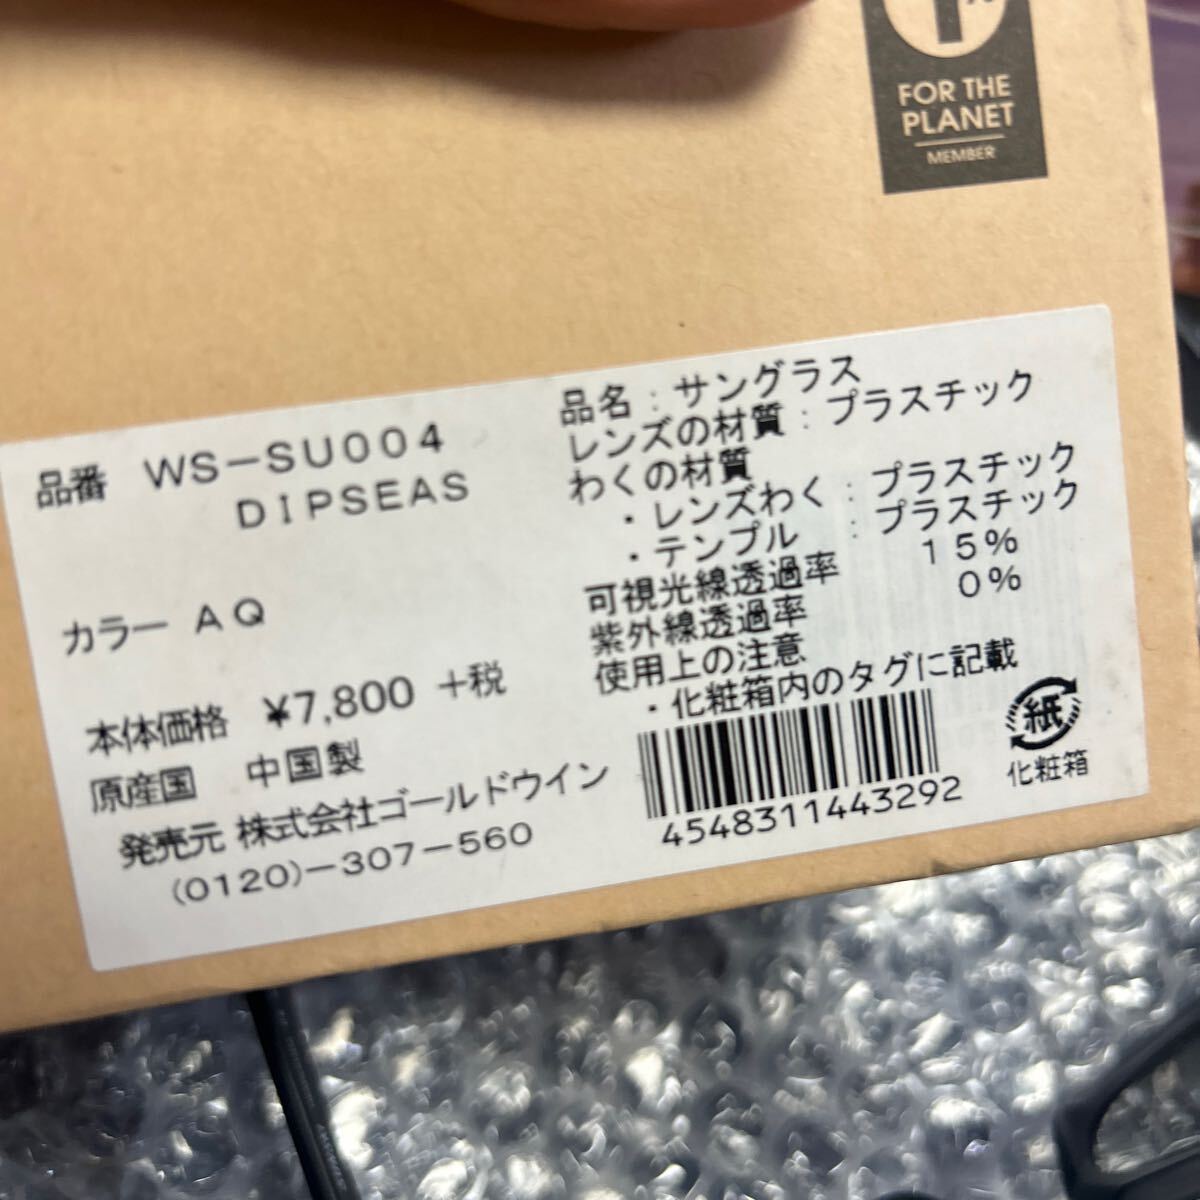 FOR THE
PLANET
MEMBER
品番 WS-SU004
DIPSEAS
カラー AQ
本体価格 ¥7,800 +税
原産国 中国製
発売元 株式会社ゴールドウイン
(0120)-307-560
品名:サングラス
レンズの材質:プラスチック
わくの材質
・レンズわく:プラスチック
・テンプル :プラスチック
可視光線透過率 15%
紫外線透過率 0%
使用上の注意
・化粧箱内のタグに記載
4548311443292
紙
化粧箱